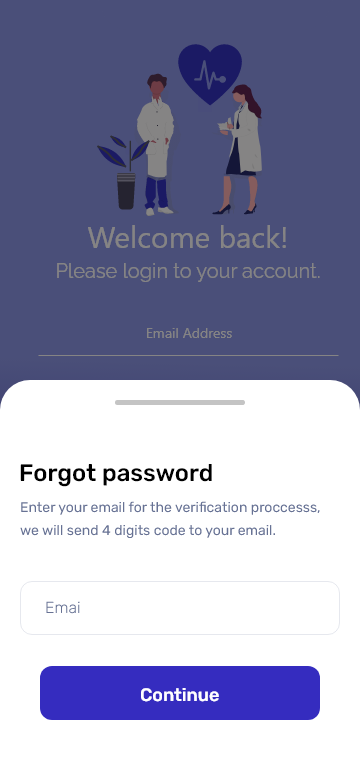 Welcome back!
Please login to your account.
Email Address
Forgot password
Enter your email for the verification proccesss,
we will send 4 digits code to your email.
Emai
Continue